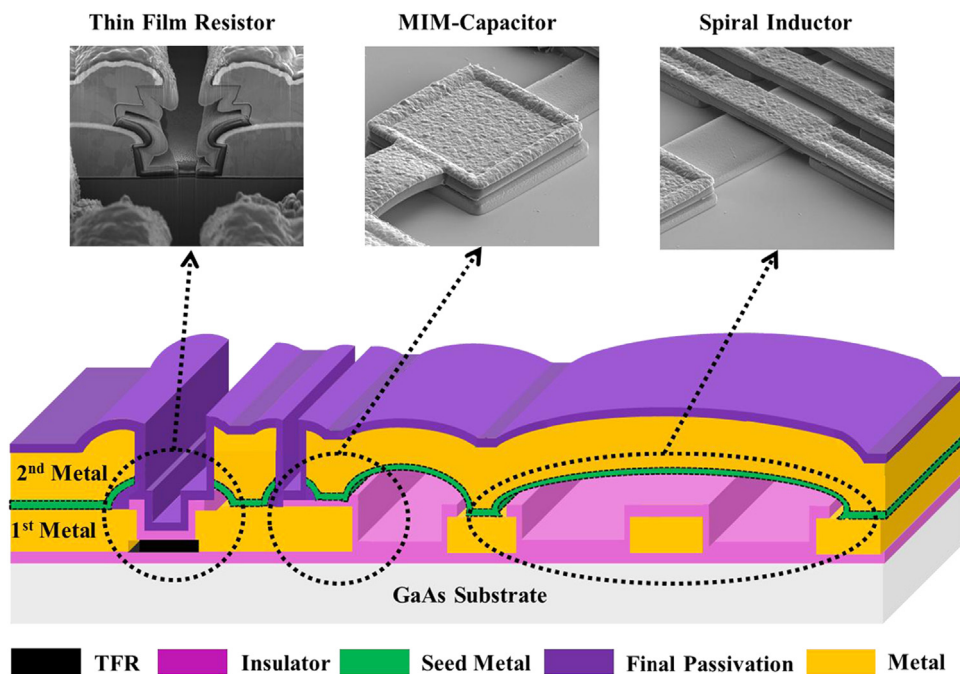 Thin Film Resistor
MIM-Capacitor
Spiral Inductor
2nd Metal
1st Metal
GaAs Substrate
TFR
Insulator
Seed Metal
Final Passivation
Metal